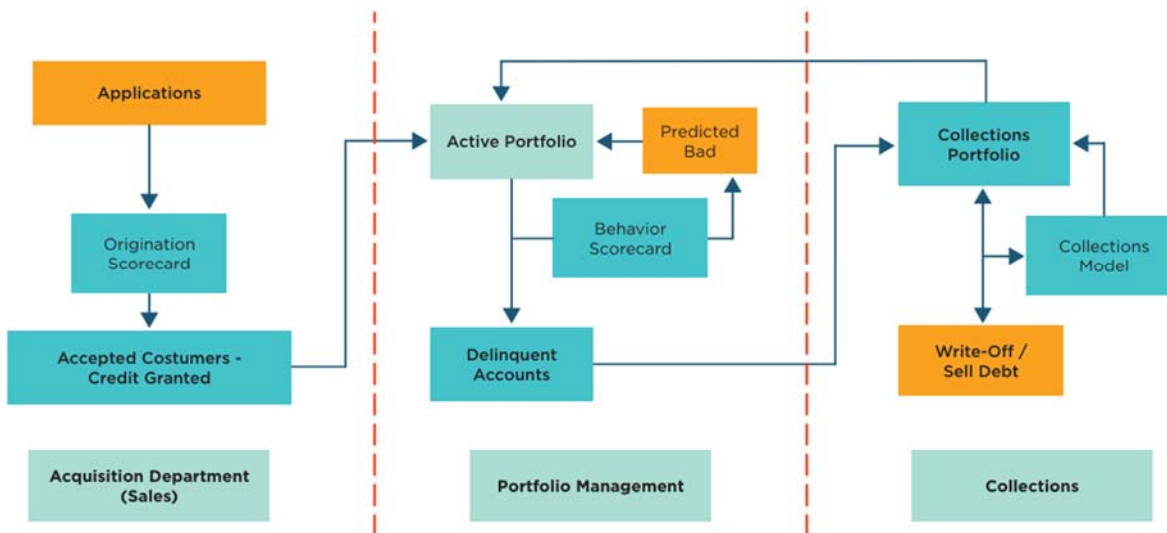 Applications
Origination
Scorecard
Accepted Costumers -
Credit Granted
Acquisition Department
(Sales)
Active Portfolio
Predicted
Bad
Behavior
Scorecard
Delinquent
Accounts
Portfolio Management
Collections
Portfolio
Collections
Model
Write-Off /
Sell Debt
Collections